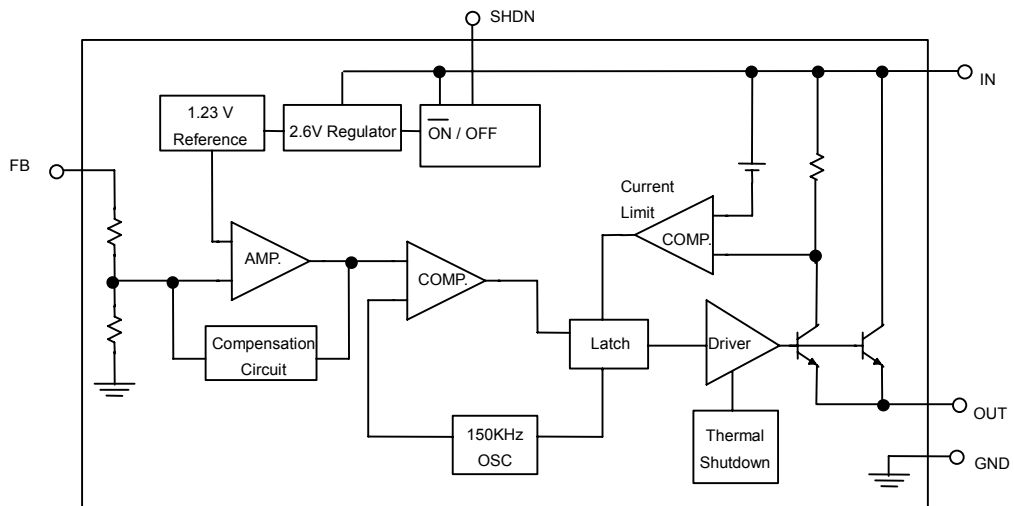 SHDN
IN
1.23 V
Reference
2.6V Regulator
ON / OFF
FB
Current
Limit
COMP.
AMP.
COMP.
Compensation
Circuit
Latch
Driver
150KHz
OSC
Thermal
Shutdown
OUT
GND